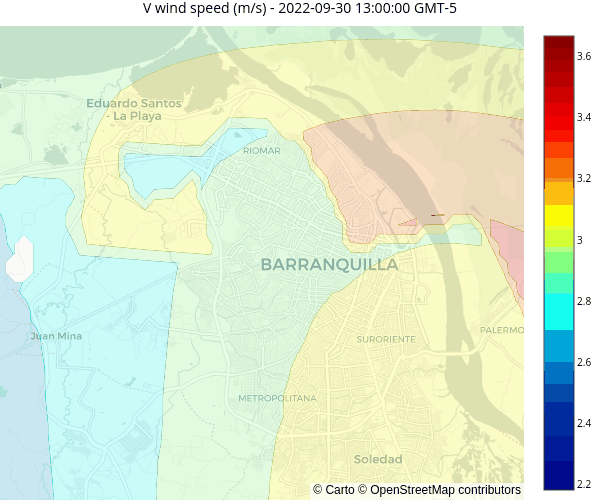 V wind speed (m/s) - 2022-09-30 13:00:00 GMT-5
3.6
Eduardo Santos
- La Playa
3.4
RIOMAR
3.2
3
BARRANQUILLA
2.8
Juan Mina
SURORIENTE
PALERMO
2.6
METROPOLITANA
2.4
Soledad
2.2
© Carto © OpenStreetMap contributors